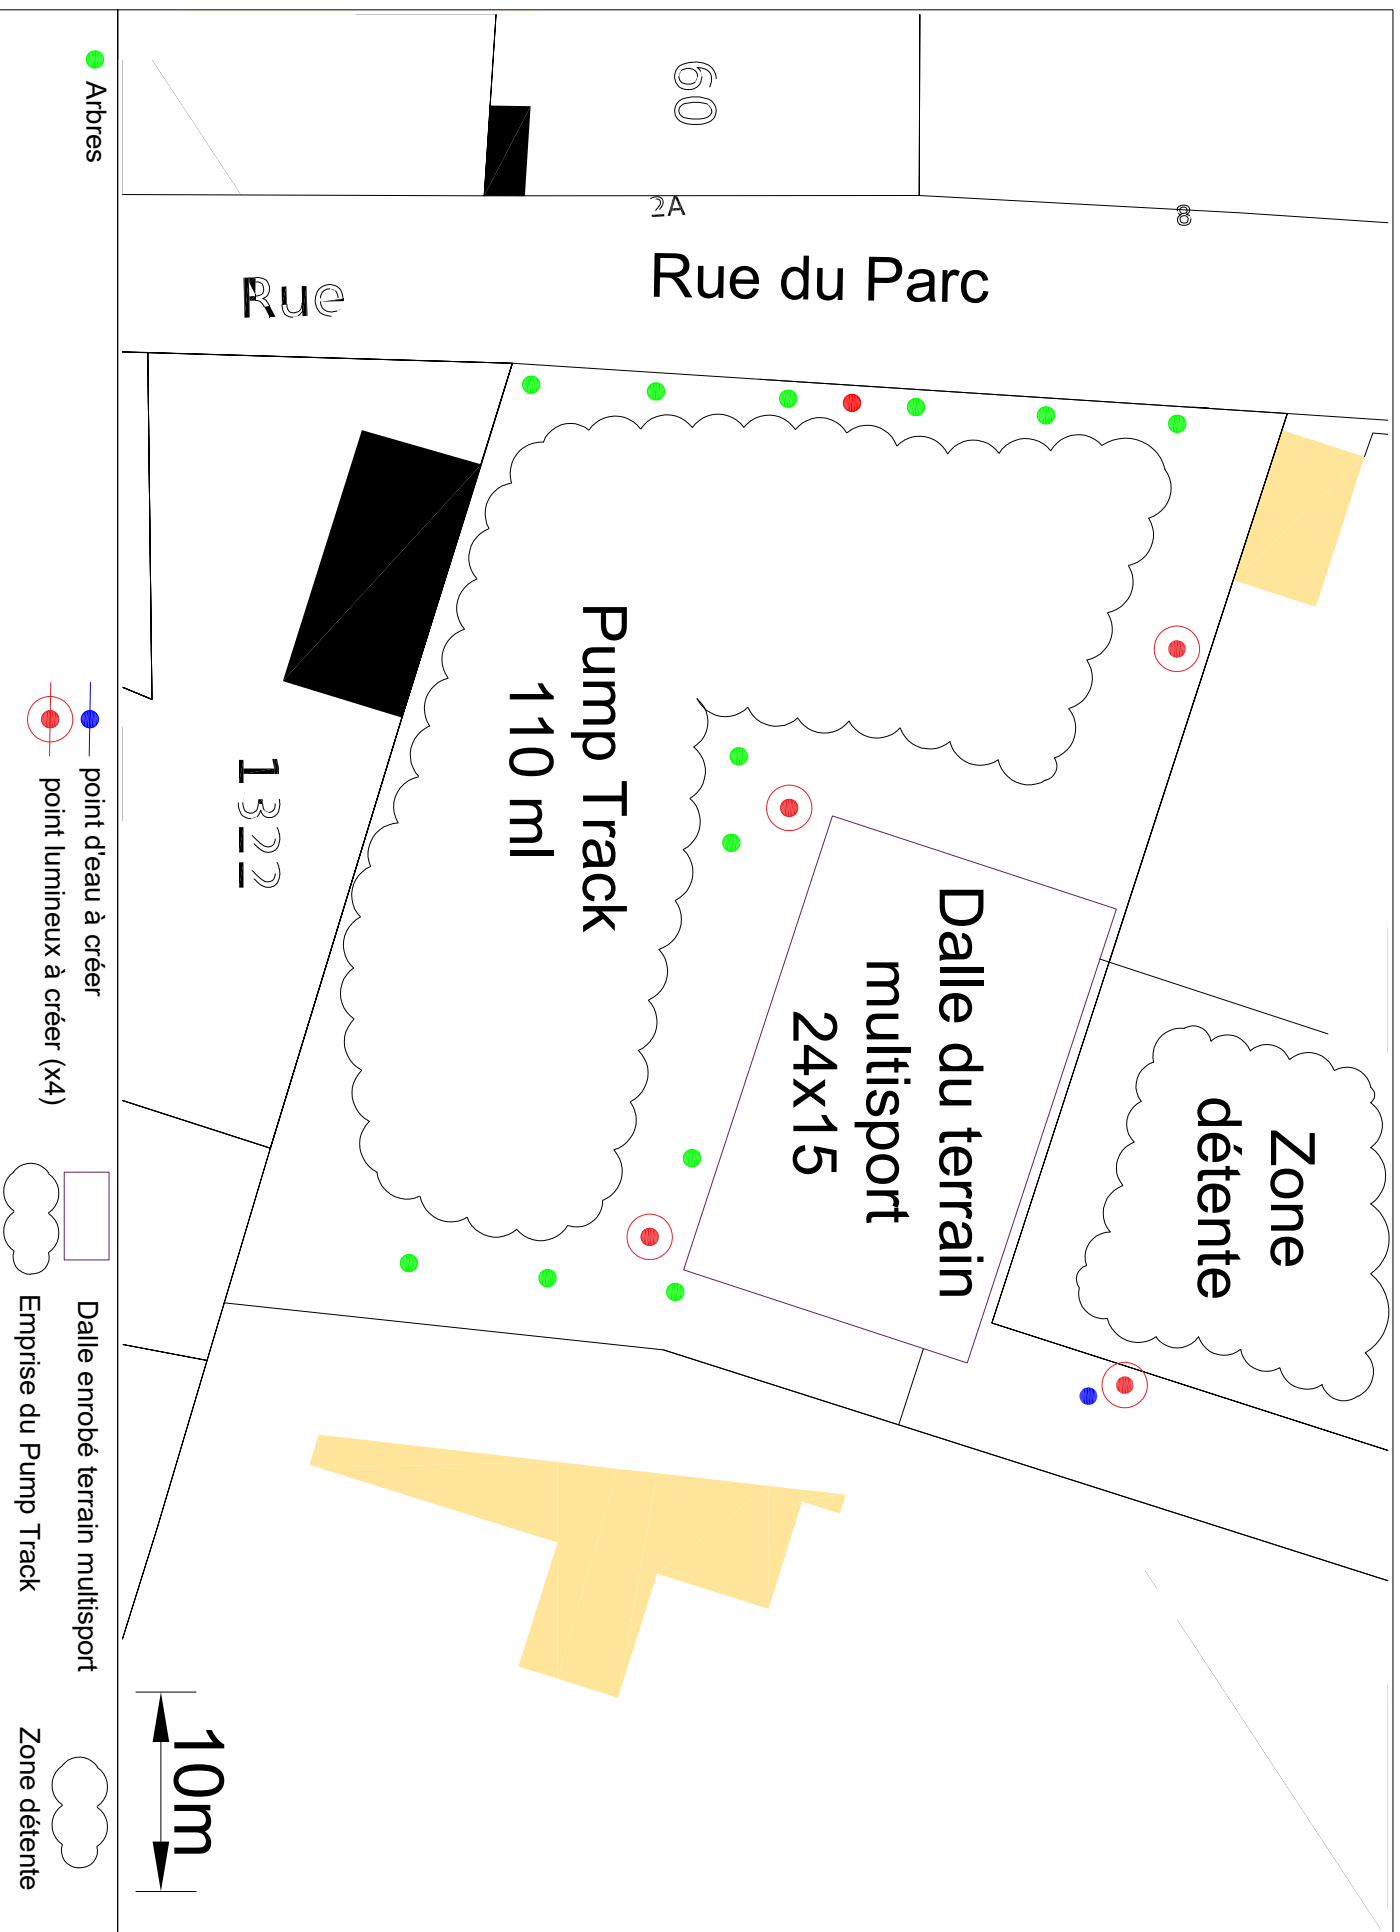 60
2A
8
Rue du Parc
Rue
Pump Track
110 ml
Dalle du terrain
multisport
24x15
Zone
détente
1322
10m
Arbres
point d'eau à créer
point lumineux à créer (x4)
Dalle enrobé terrain multisport
Emprise du Pump Track
Zone détente